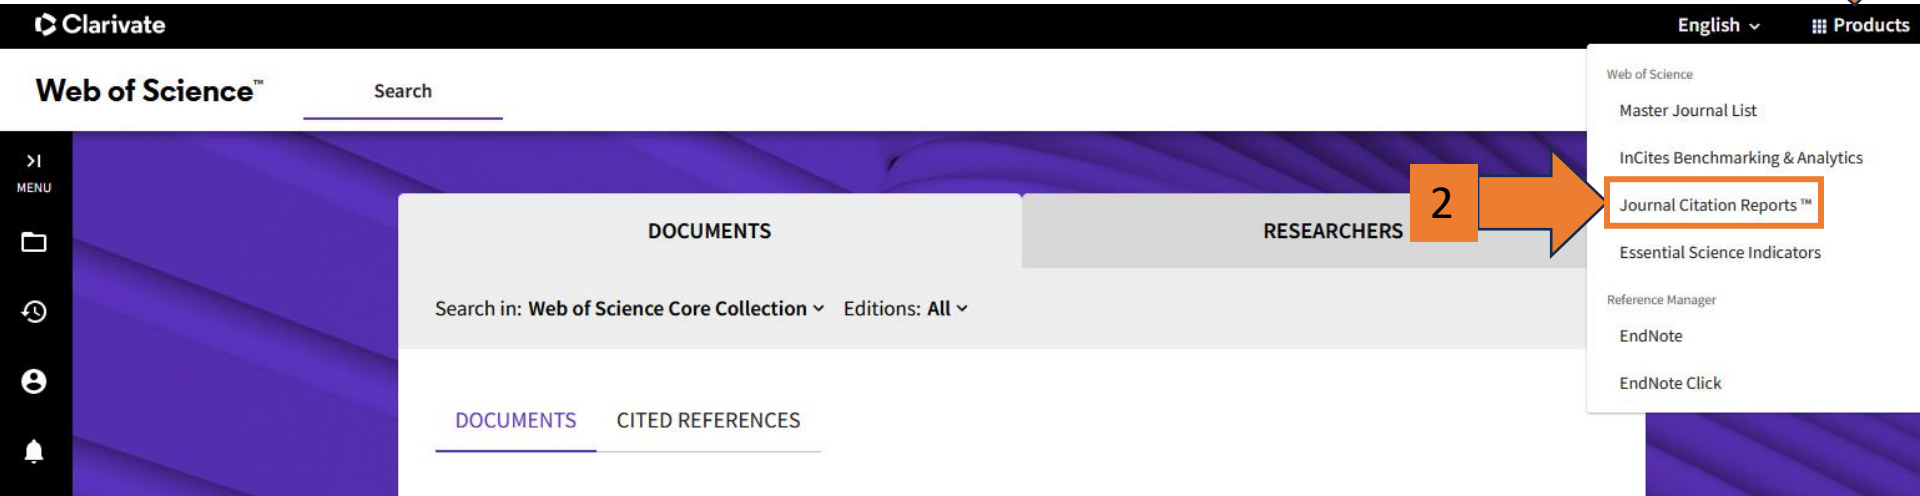 Clarivate
English
Products
Web of Science™
Search
Web of Science
Master Journal List
InCites Benchmarking & Analytics
Journal Citation Reports ™
Essential Science Indicators
Reference Manager
EndNote
EndNote Click
2
MENU
DOCUMENTS
RESEARCHERS
Search in: Web of Science Core Collection Editions: All
DOCUMENTS CITED REFERENCES